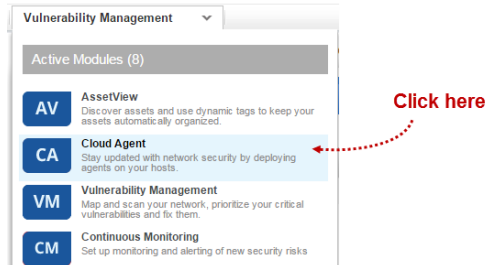 Vulnerability Management
Active Modules (8)
AV
AssetView
Discover assets and use dynamic tags to keep your
assets automatically organized.
Click here
CA
Cloud Agent
Stay updated with network security by deploying
agents on your hosts.
VM
Vulnerability Management
Map and scan your network, prioritize your critical
vulnerabilities and fix them.
CM
Continuous Monitoring
Set up monitoring and alerting of new security risks